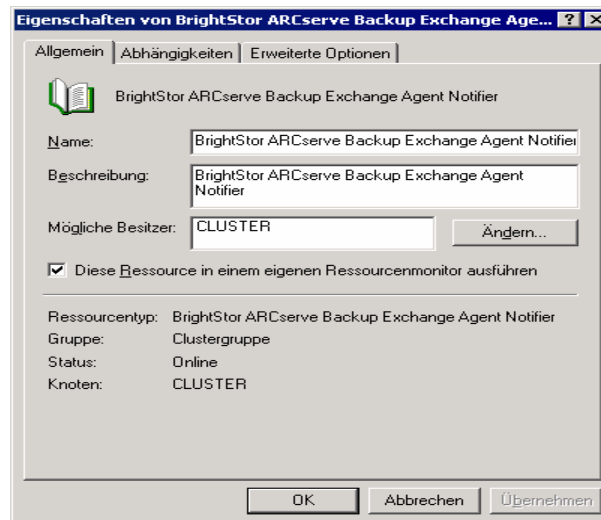 Eigenschaften von BrightStor ARCserve Backup Exchange Age... ? ×
Allgemein Abhängigkeiten Erweiterte Optionen
BrightStor ARCserve Backup Exchange Agent Notifier
Name: BrightStor ARCserve Backup Exchange Agent Notifier
Beschreibung: BrightStor ARCserve Backup Exchange Agent
Notifier
Mögliche Besitzer: CLUSTER Ändern...
Diese Ressource in einem eigenen Ressourcenmonitor ausführen
Ressourcentyp: BrightStor ARCserve Backup Exchange Agent Notifier
Gruppe: Clustergruppe
Status: Online
Knoten: CLUSTER
OK Abbrechen Übernehmen